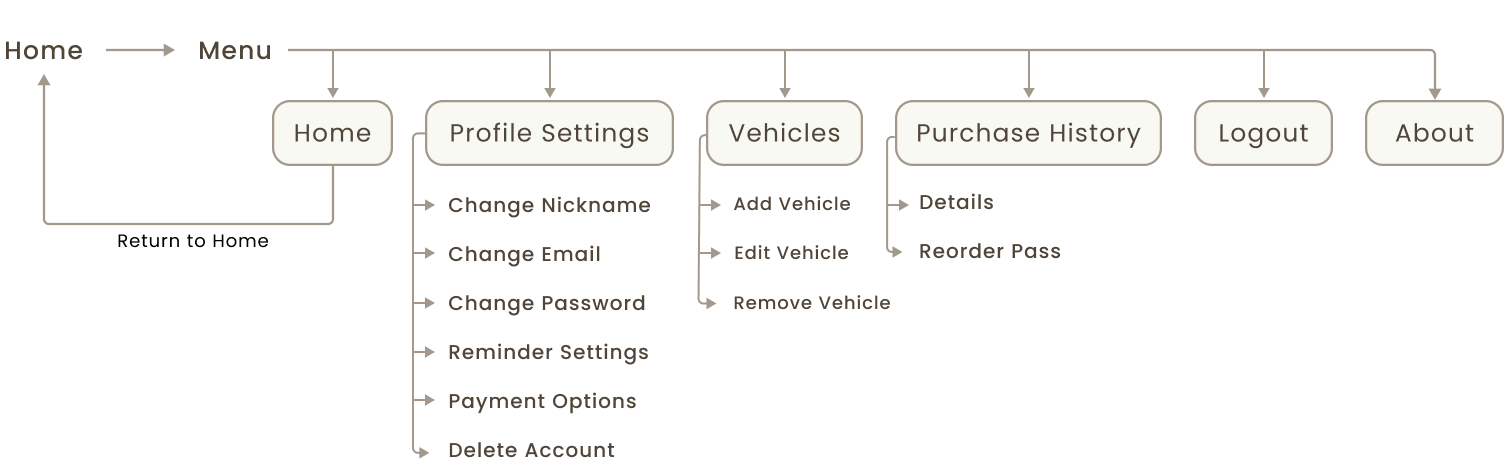 Home
Menu
Home
Profile Settings
Vehicles
Purchase History
Logout
About
Return to Home
Change Nickname
Change Email
Change Password
Reminder Settings
Payment Options
Delete Account
Add Vehicle
Edit Vehicle
Remove Vehicle
Details
Reorder Pass